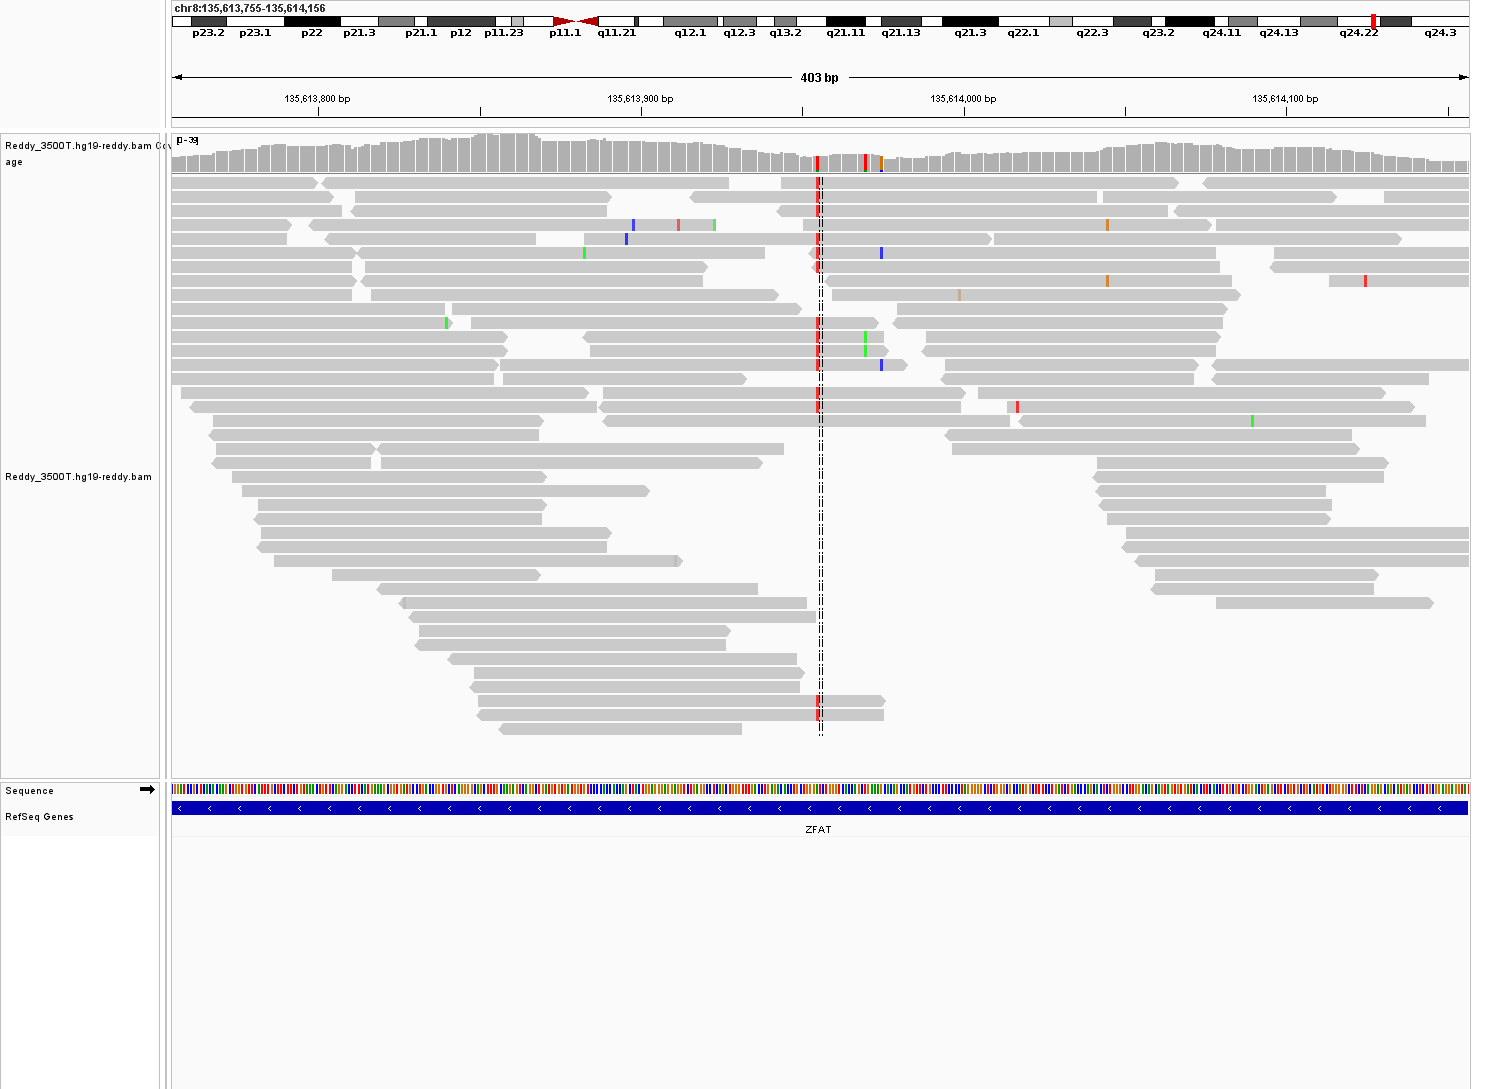 chr8:135,613,755-135,614,156
p23.2 p23.1 p22 p21.3 p21.1 p12 p11.23 p11.1 q11.21 q12.1 q12.3 q13.2 q21.11 q21.13 q21.3 q22.1 q22.3 q23.2 q24.11 q24.13 q24.22 q24.3
403 bp
135,613,800 bp 135,613,900 bp 135,614,000 bp 135,614,100 bp
[0 - 39]
Reddy_3500T.hg19-reddy.bam Cov
age
Reddy_3500T.hg19-reddy.bam
Sequence
RefSeq Genes
ZFAT